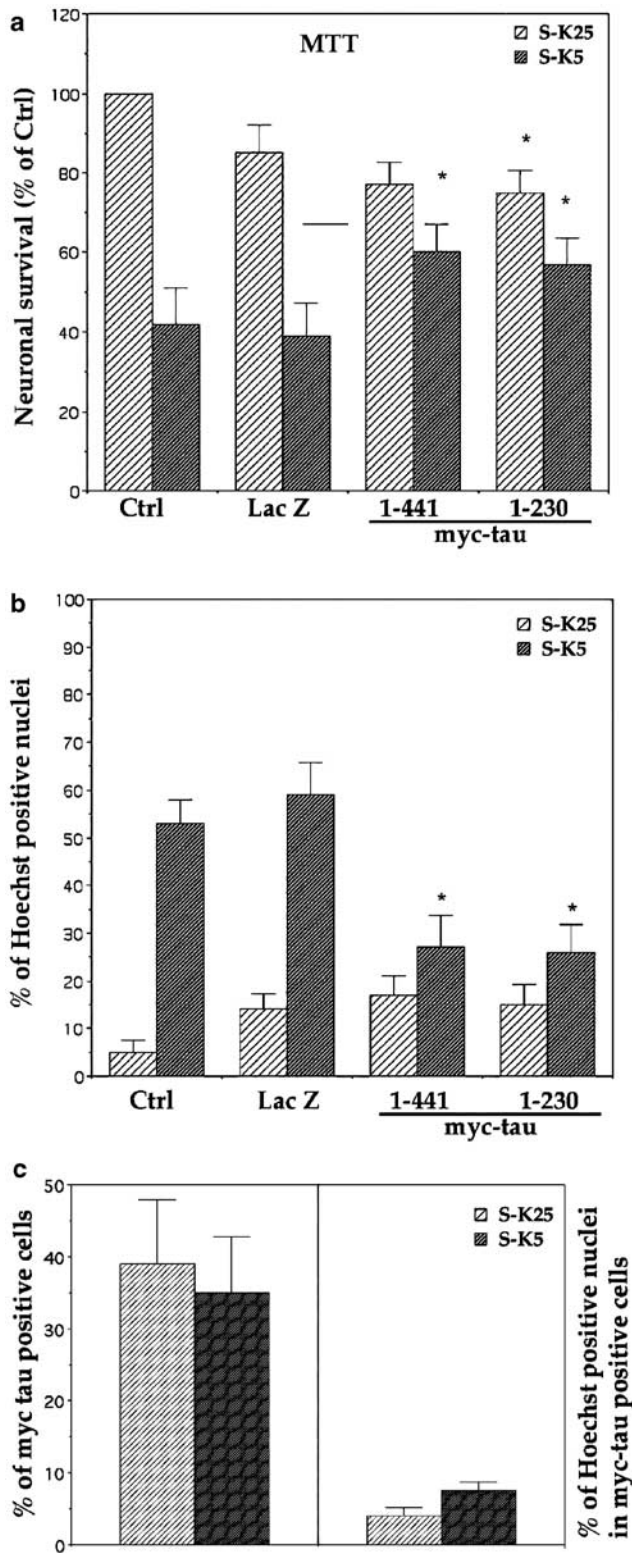 a
MTT
S-K25
S-K5
Neuronal survival (% of Ctrl)
120
100
80
60
40
20
0
*
*
*
Ctrl
Lac Z
1-441
1-230
myc-tau
b
S-K25
S-K5
% of Hoechst positive nuclei
100
90
80
70
60
50
40
30
20
10
0
*
*
Ctrl
Lac Z
1-441
1-230
myc-tau
c
S-K25
S-K5
% of myc tau positive cells
50
40
30
20
10
0
% of Hoechst positive nuclei
in myc-tau positive cells